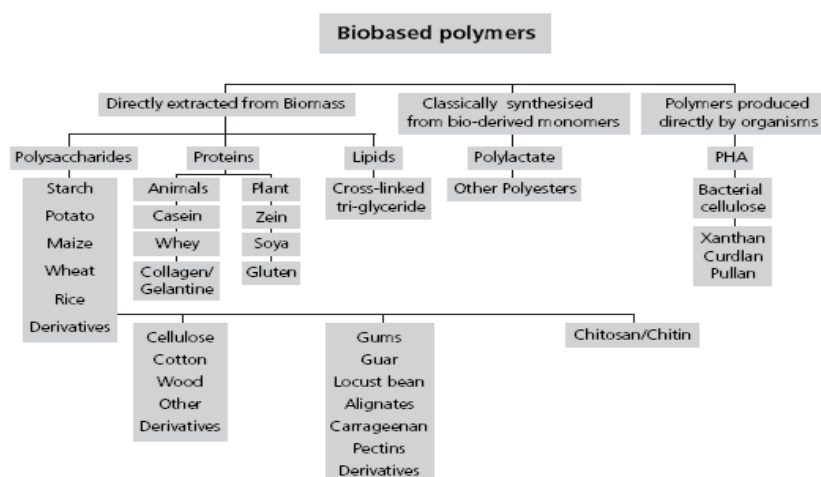 Biobased polymers
Directly extracted from Biomass
Classically synthesised
from bio-derived monomers
Polymers produced
directly by organisms
Polysaccharides
Proteins
Lipids
Polylactate
PHA
Starch
Potato
Maize
Wheat
Rice
Derivatives
Animals
Casein
Whey
Collagen/
Gelantine
Plant
Zein
Soya
Gluten
Cross-linked
tri-glyceride
Other Polyesters
Bacterial
cellulose
Xanthan
Curdlan
Pullan
Cellulose
Cotton
Wood
Other
Derivatives
Gums
Guar
Locust bean
Alignates
Carrageenan
Pectins
Derivatives
Chitosan/Chitin